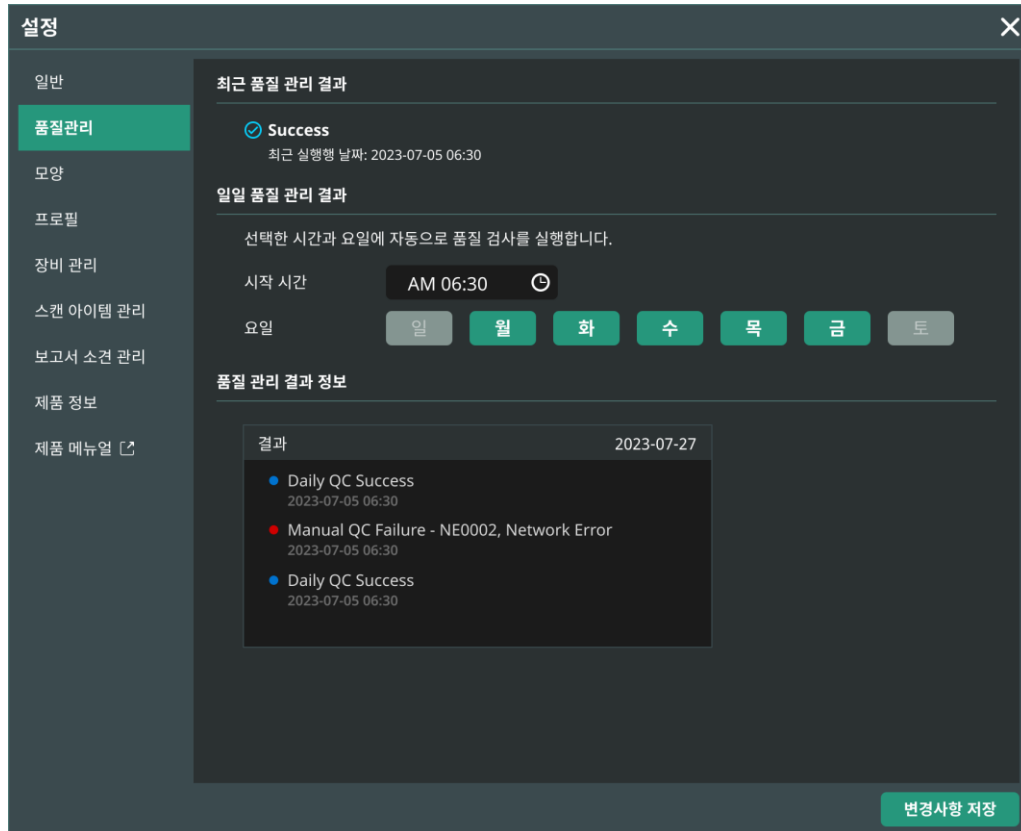 설정
일반
품질관리
모양
프로필
장비 관리
스캔 아이템 관리
보고서 소견 관리
제품 정보
제품 메뉴얼
최근 품질 관리 결과
Success
최근 실행행 날짜: 2023-07-05 06:30
일일 품질 관리 결과
선택한 시간과 요일에 자동으로 품질 검사를 실행합니다.
시작 시간 AM 06:30
요일 일 월 화 수 목 금 토
품질 관리 결과 정보
결과 2023-07-27
Daily QC Success
2023-07-05 06:30
Manual QC Failure - NE0002, Network Error
2023-07-05 06:30
Daily QC Success
2023-07-05 06:30
변경사항 저장